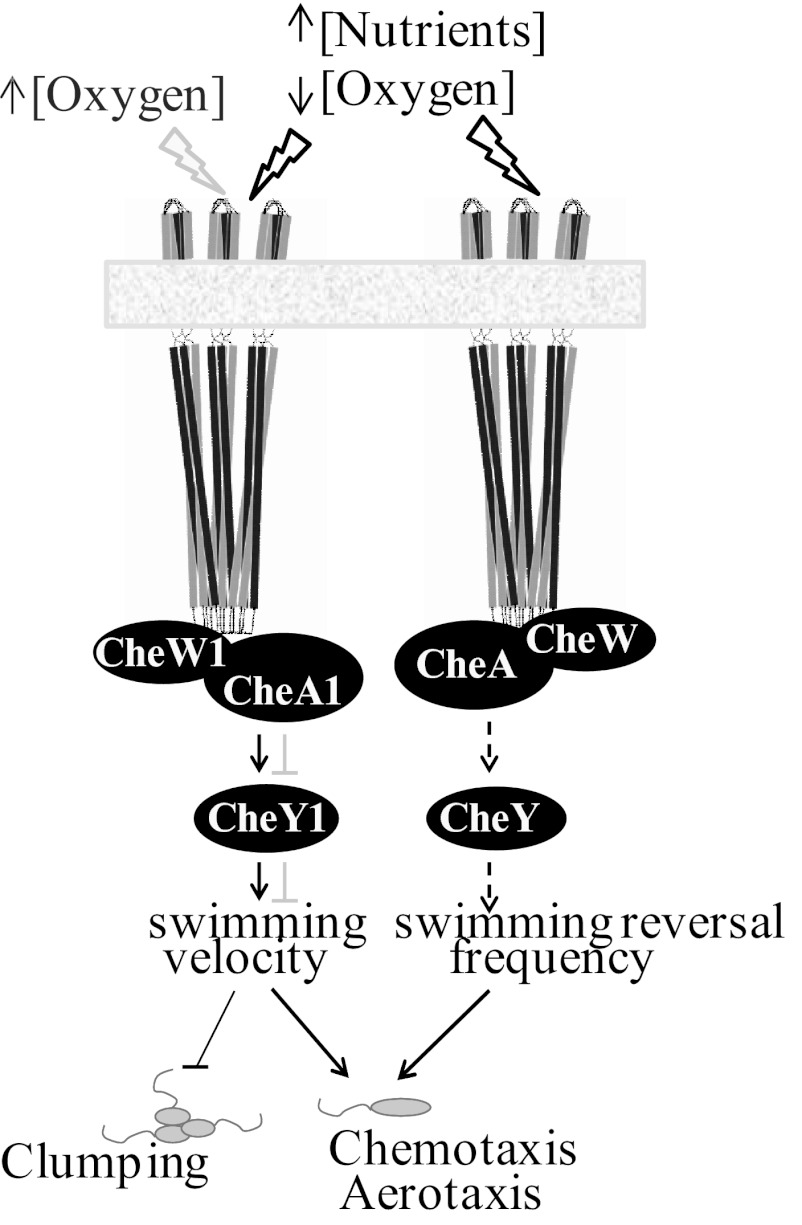 ↑[Nutrients]
↑[Oxygen]
↓[Oxygen]
CheW1
CheA1
CheA
CheW
CheY1
CheY
swimming
velocity
swimming reversal
frequency
Clumping
Chemotaxis
Aerotaxis